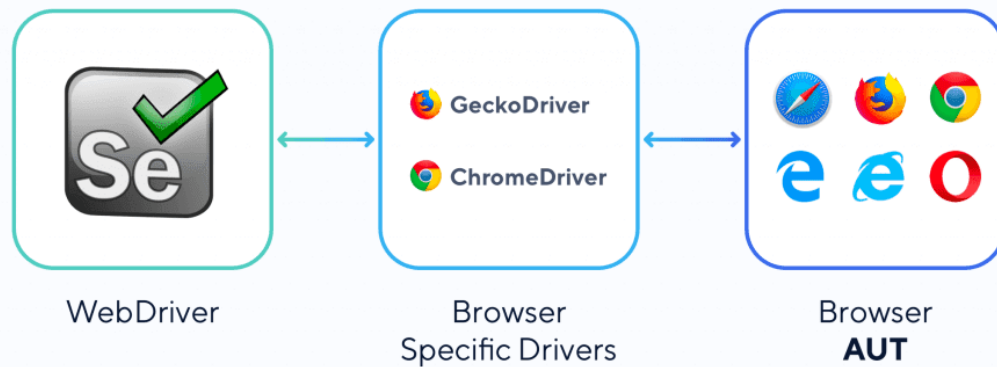 Se
GeckoDriver
ChromeDriver
WebDriver
Browser
Specific Drivers
Browser
AUT